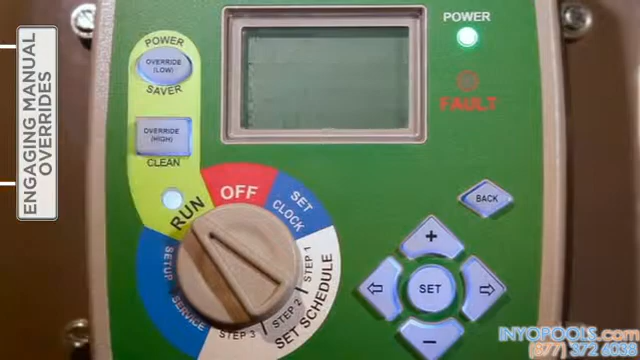 ENGAGING MANUAL
OVERRIDES
POWER
OVERRIDE
(LOW)
SAVER
OVERRIDE
(HIGH)
CLEAN
RUN
OFF
SET
CLOCK
STEP 1
STEP 2
STEP 3
SET SCHEDULE
SERVICE
SETUP
POWER
FAULT
BACK
+
SET
−
INYOPOOLS.com
(877) 372 6038